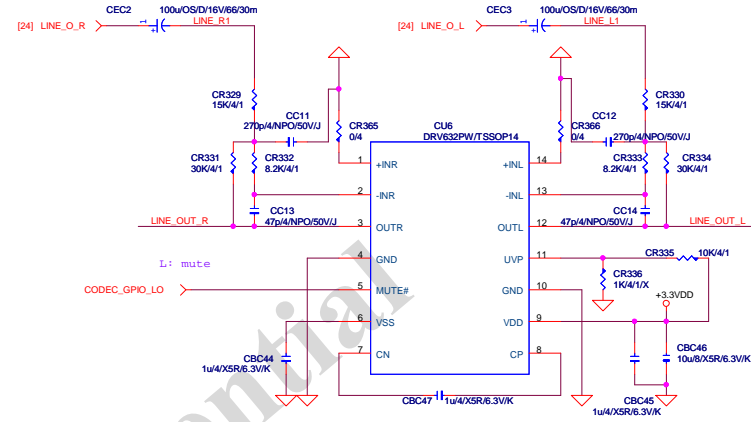 CEC2 100u/OS/D/16V/66/30m
[24] LINE_O_R 1 + LINE_R1
CEC3 100u/OS/D/16V/66/30m
[24] LINE_O_L 1 + LINE_L1
CR329
15K/4/1
CR330
15K/4/1
CC11
270p/4/NPO/50V/J
CR365
0/4
CU6
DRV632PW/TSSOP14
CR366
0/4
CC12
270p/4/NPO/50V/J
CR331
30K/4/1
CR332
8.2K/4/1
CR333
8.2K/4/1
CR334
30K/4/1
1 +INR +INL 14
2 -INR -INL 13
CC13
47p/4/NPO/50V/J
CC14
47p/4/NPO/50V/J
LINE_OUT_R 3 OUTR OUTL 12 LINE_OUT_L
4 GND UVP 11
CR335 10K/4/1
L: mute
CR336
1K/4/1/X
CODEC_GPIO_LO 5 MUTE# GND 10
+3.3VDD
6 VSS VDD 9
7 CN CP 8
CBC44
1u/4/X5R/6.3V/K
CBC46
10u/8/X5R/6.3V/K
CBC47 1u/4/X5R/6.3V/K
CBC45
1u/4/X5R/6.3V/K
ential